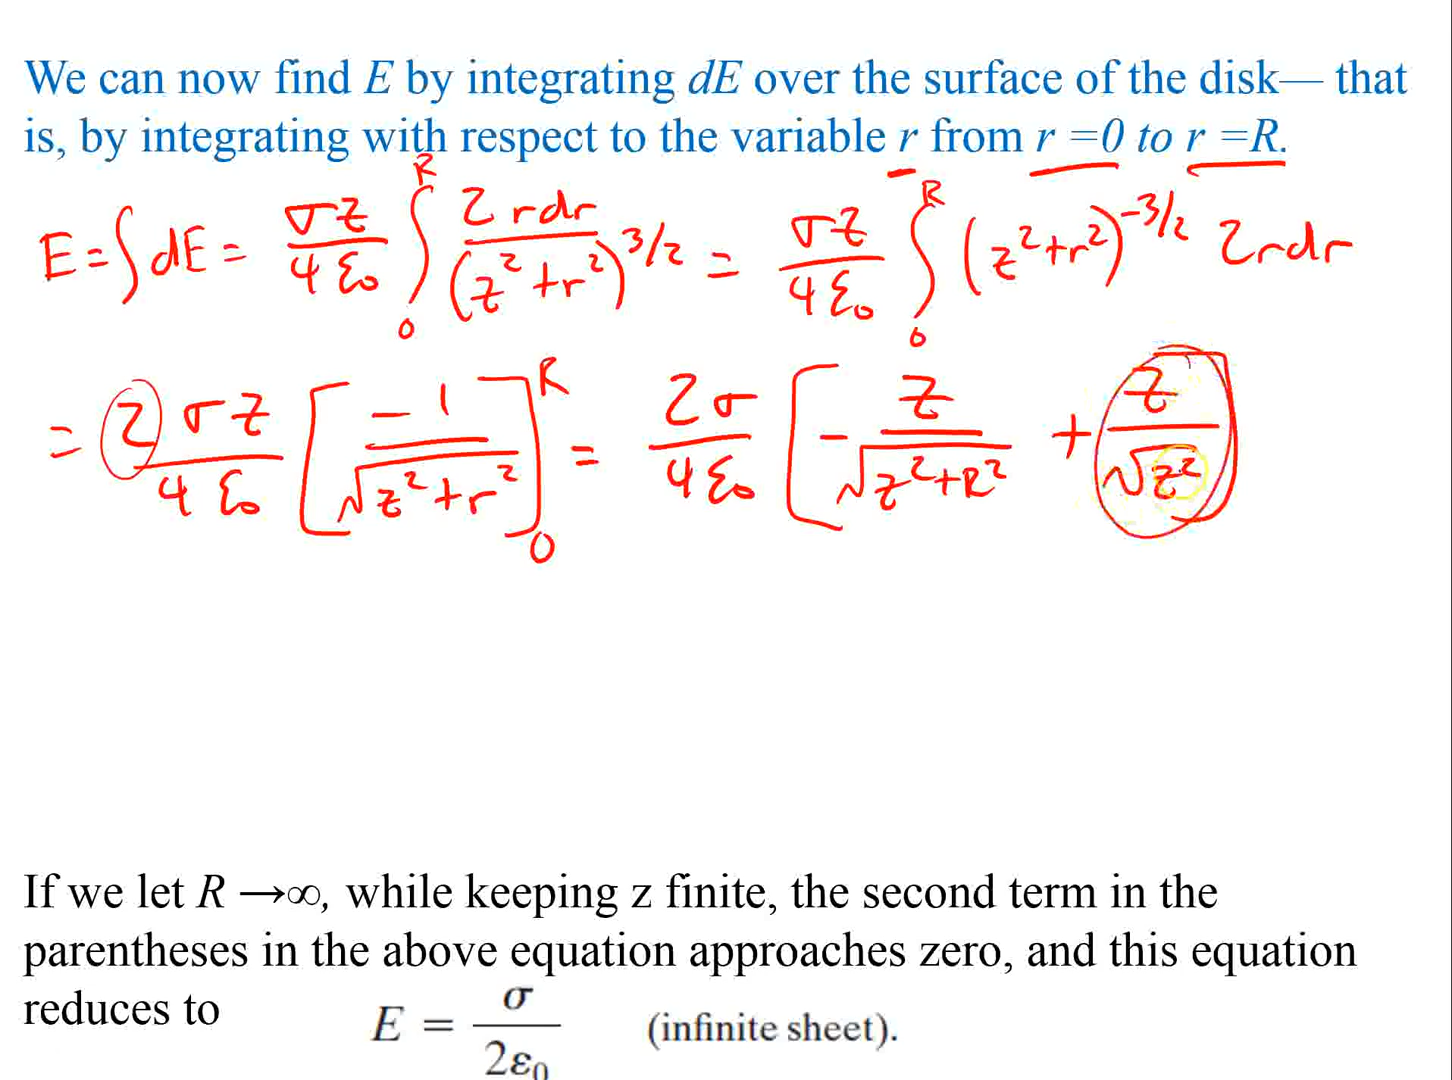 We can now find E by integrating dE over the surface of the disk— that
is, by integrating with respect to the variable r from r =0 to r =R.
E = ∫ dE = σz/4ε₀ ∫₀ᴿ 2rdr/(z²+r²)^3/2 = σz/4ε₀ ∫₀ᴿ (z²+r²)^-3/2 2rdr
= 2σz/4ε₀ [-1/√(z²+r²)]₀ᴿ = 2σ/4ε₀ [-z/√(z²+R²) + z/√z²]
If we let R →∞, while keeping z finite, the second term in the
parentheses in the above equation approaches zero, and this equation
reduces to E = σ/2ε₀ (infinite sheet).